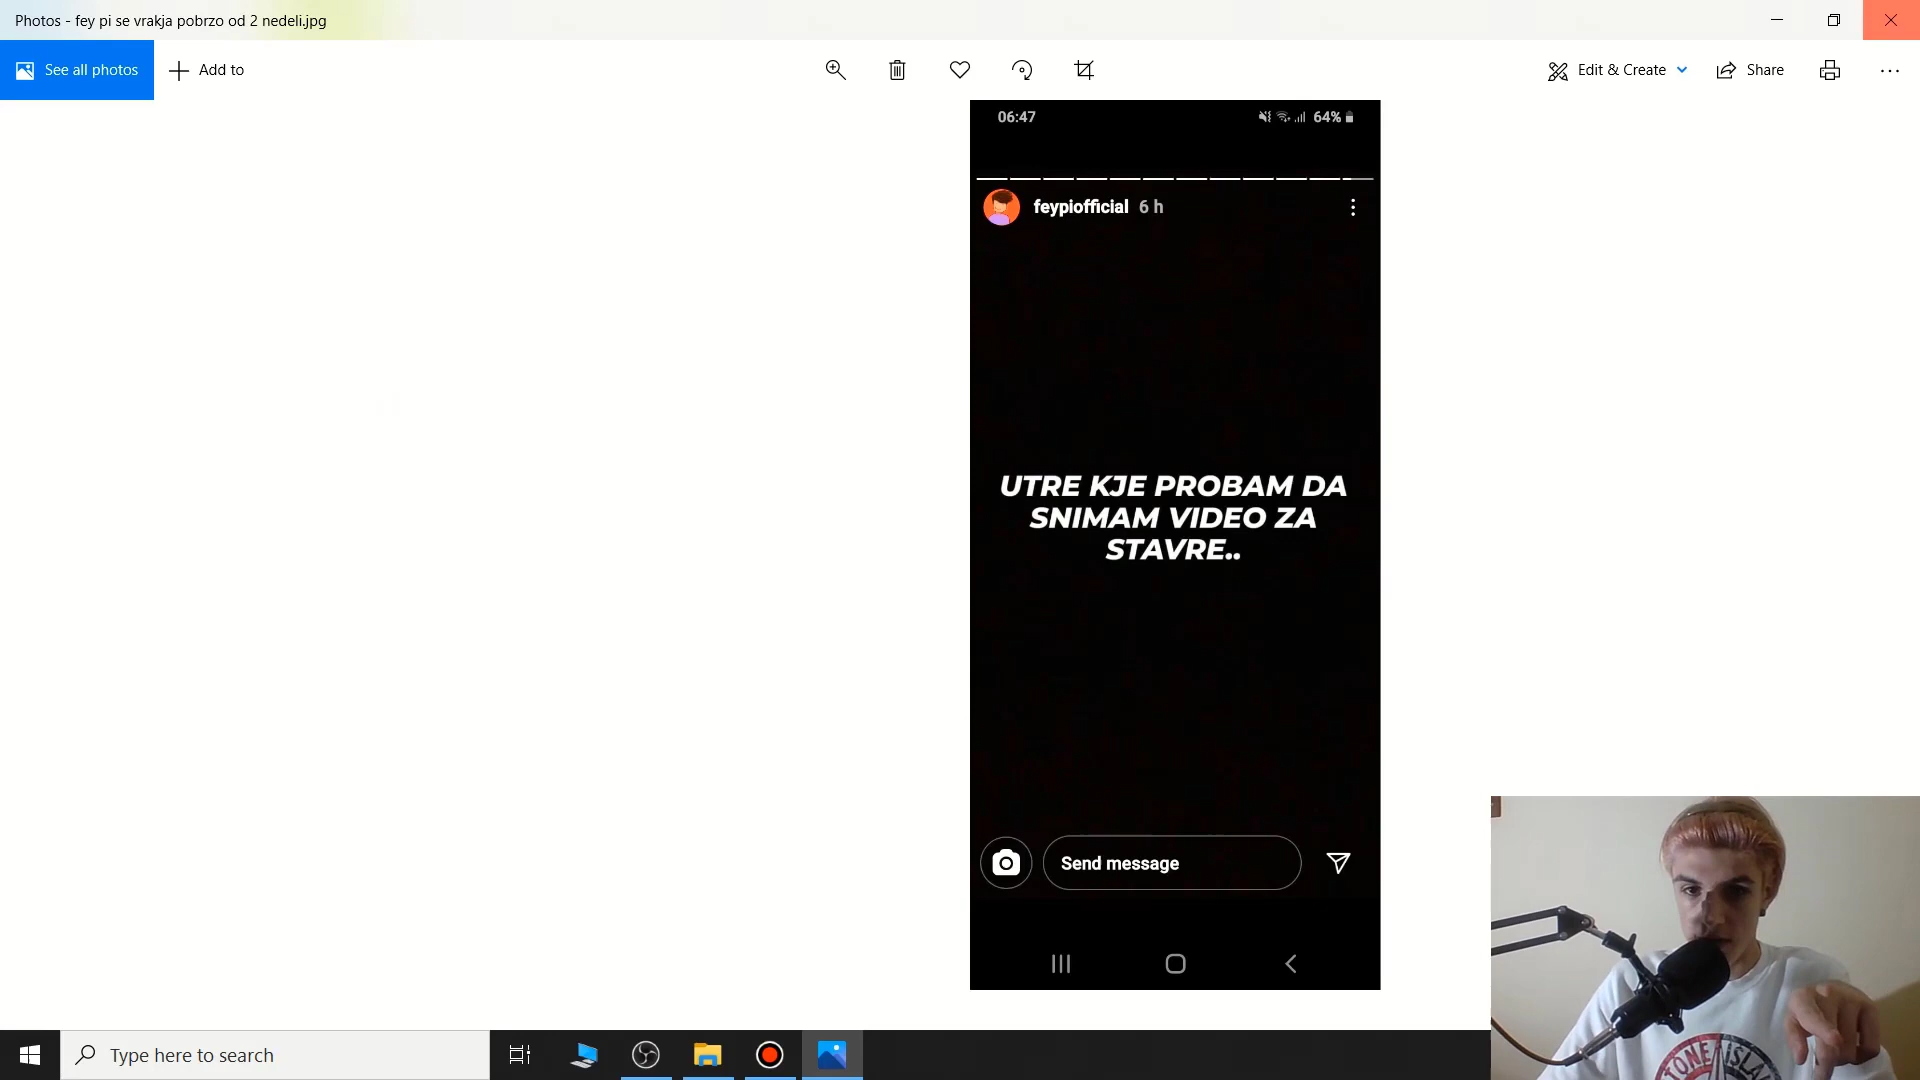 Photos - fey pi se vrakja pobrzo od 2 nedeli.jpg
See all photos
Add to
Edit & Create
Share
06:47
64%
feypiofficial 6 h
UTRE KJE PROBAM DA
SNIMAM VIDEO ZA
STAVRE..
Send message
Type here to search